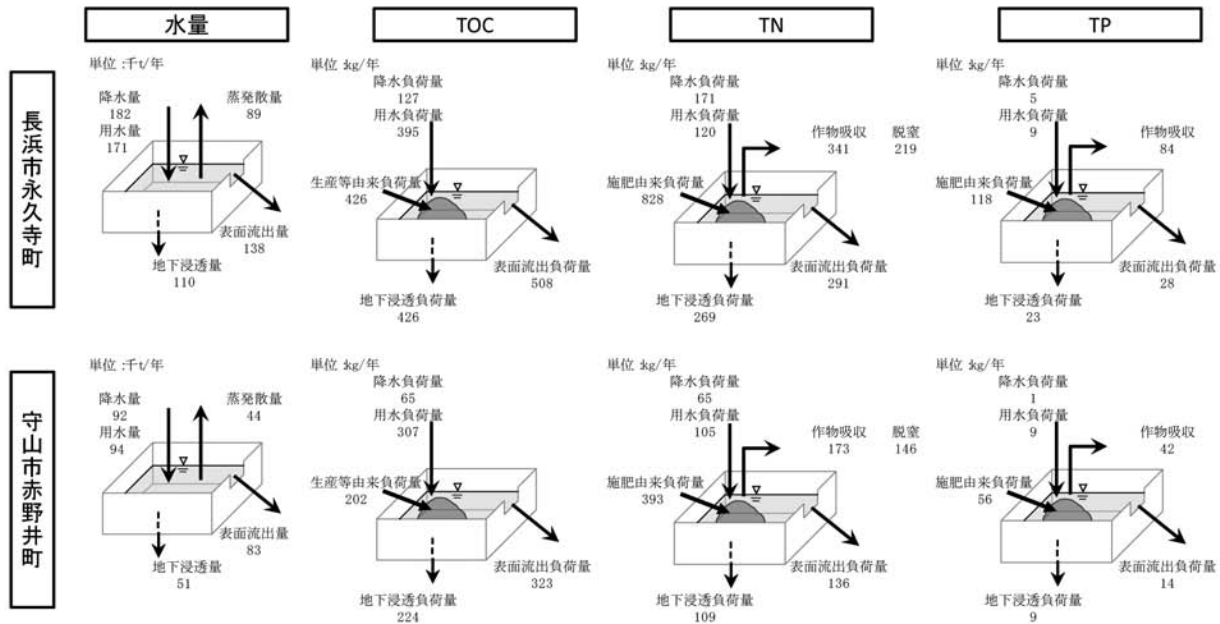 水量
TOC
TN
TP
長浜市永久寺町
単位 :千t/年
降水量
182
用水量
171
蒸発散量
89
表面流出量
138
地下浸透量
110
単位 :kg/年
降水負荷量
127
用水負荷量
395
生産等由来負荷量
426
表面流出負荷量
508
地下浸透負荷量
426
単位 :kg/年
降水負荷量
171
用水負荷量
120
作物吸収
341
脱窒
219
施肥由来負荷量
828
表面流出負荷量
291
地下浸透負荷量
269
単位 :kg/年
降水負荷量
5
用水負荷量
9
作物吸収
84
施肥由来負荷量
118
表面流出負荷量
28
地下浸透負荷量
23
守山市赤野井町
単位 :千t/年
降水量
92
用水量
94
蒸発散量
44
表面流出量
83
地下浸透量
51
単位 :kg/年
降水負荷量
65
用水負荷量
307
生産等由来負荷量
202
表面流出負荷量
323
地下浸透負荷量
224
単位 :kg/年
降水負荷量
65
用水負荷量
105
作物吸収
173
脱窒
146
施肥由来負荷量
393
表面流出負荷量
136
地下浸透負荷量
109
単位 :kg/年
降水負荷量
1
用水負荷量
9
作物吸収
42
施肥由来負荷量
56
表面流出負荷量
14
地下浸透負荷量
9